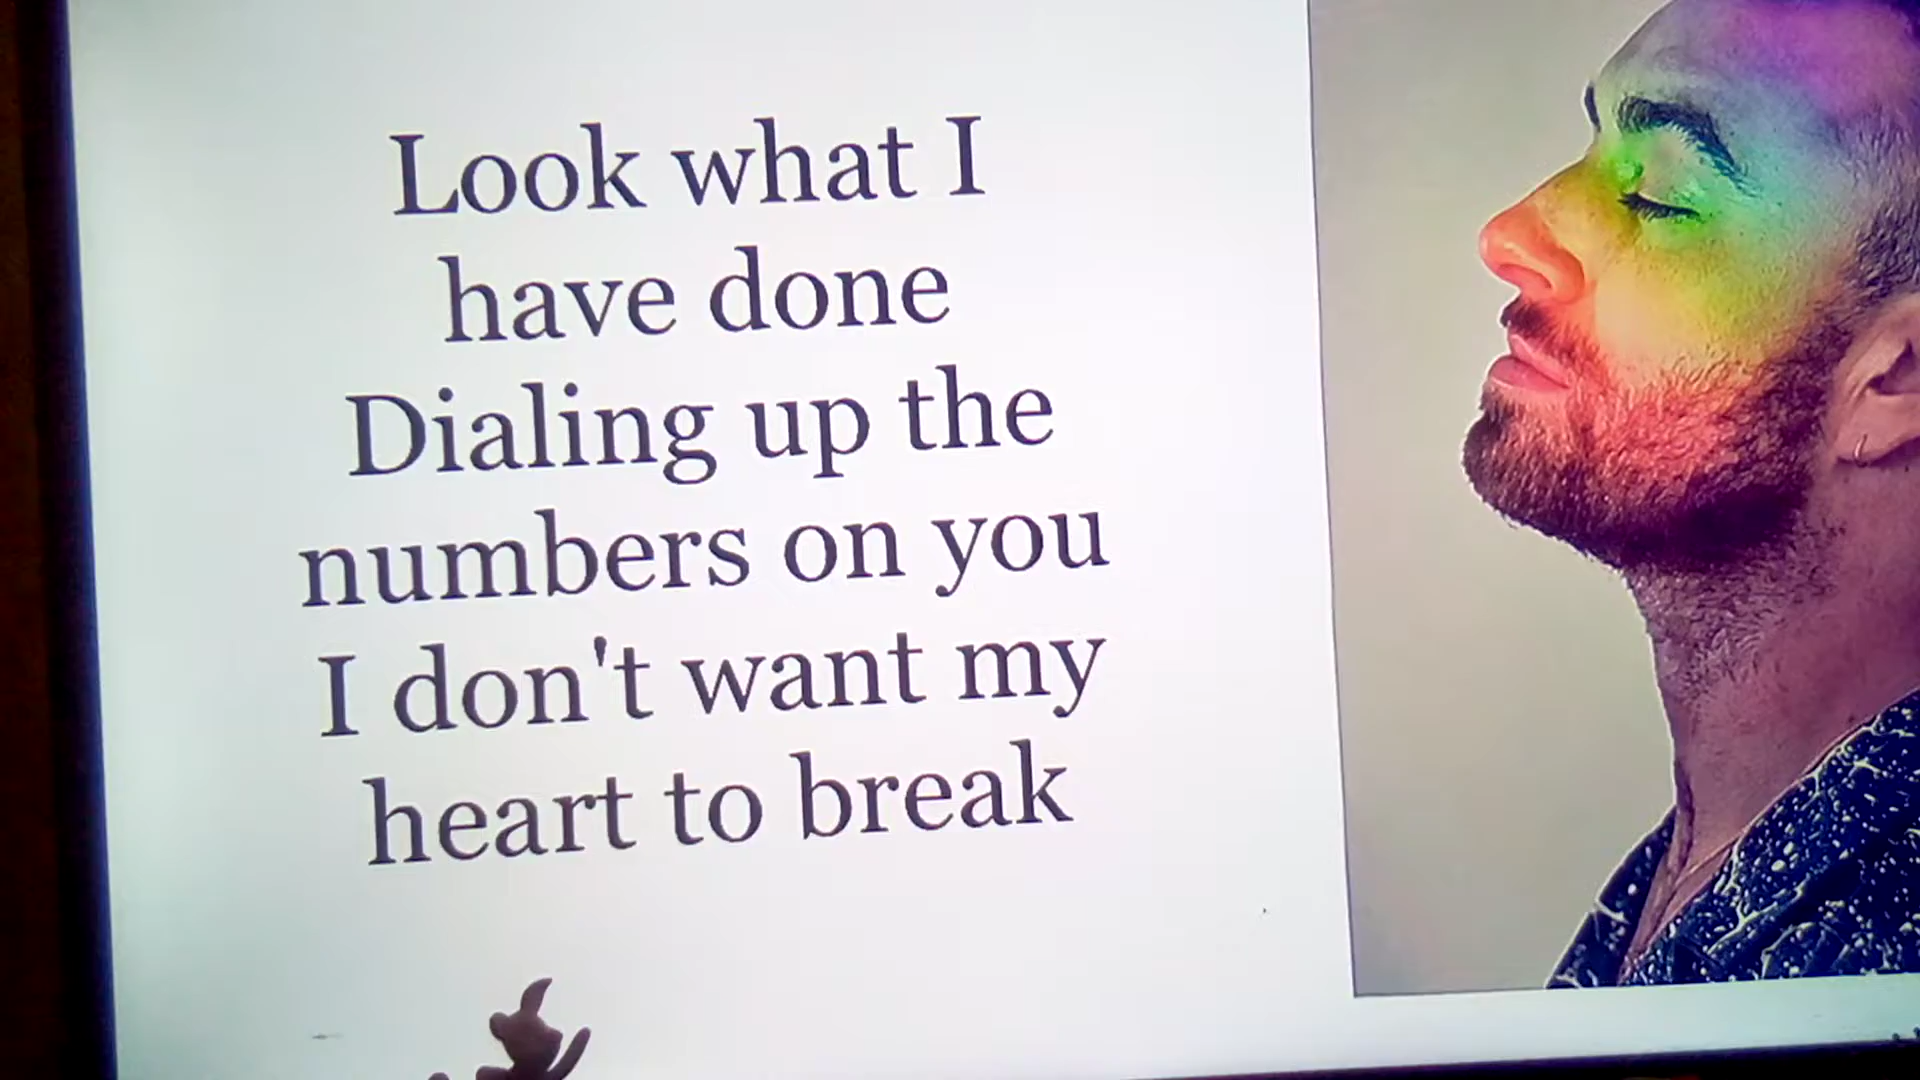 Look what I
have done
Dialing up the
numbers on you
I don't want my
heart to break